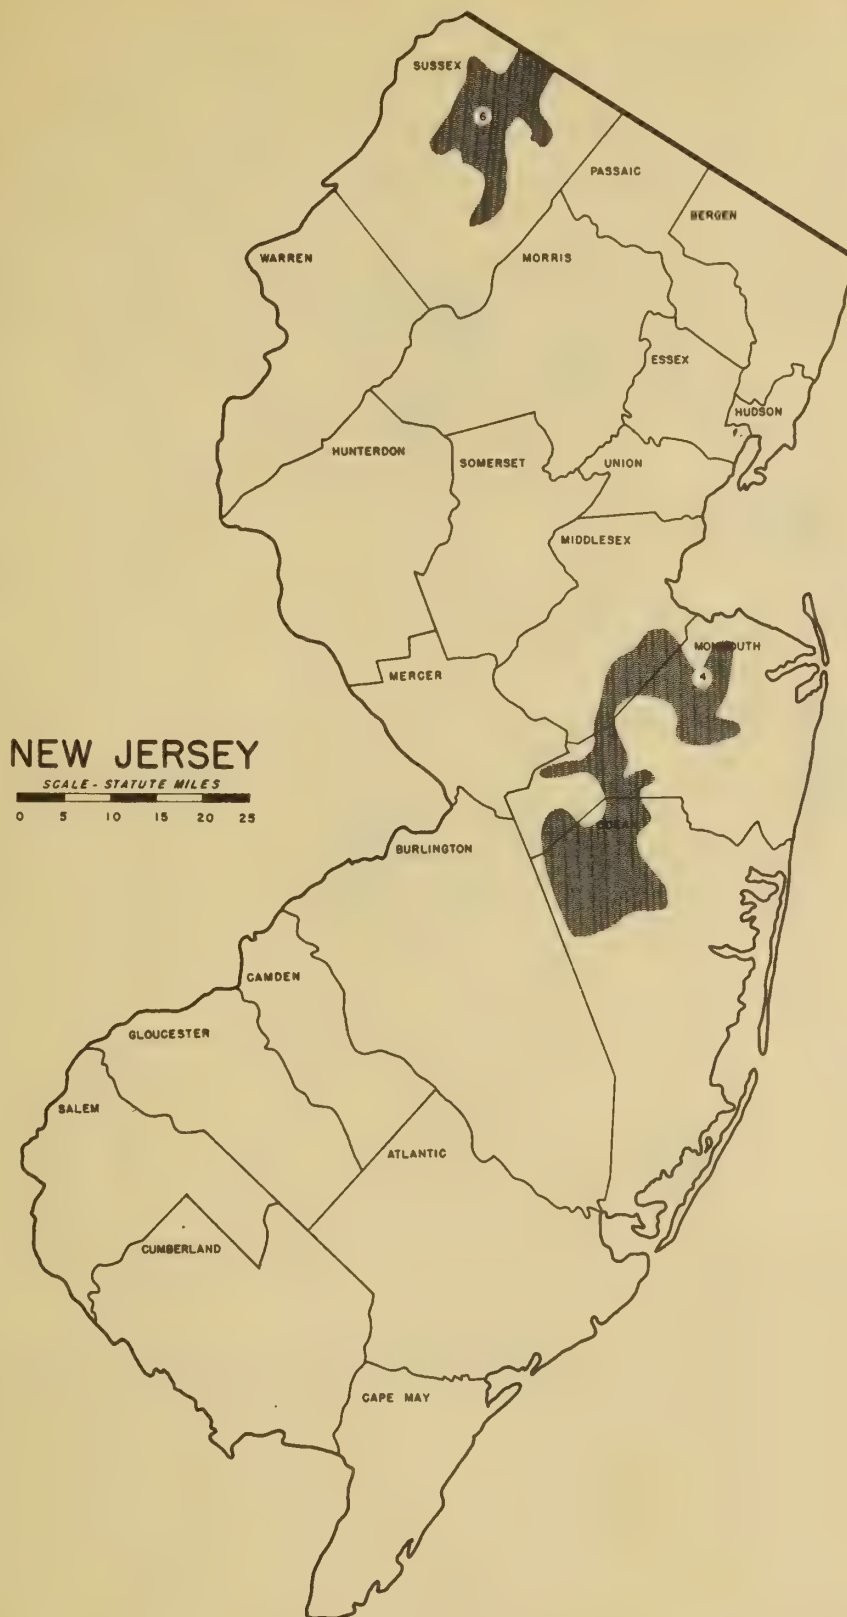 SUSSEX
6
PASSAIC
BERGEN
WARREN
MORRIS
ESSEX
HUDSON
HUNTERDON
SOMERSET
UNION
MIDDLESEX
MONMOUTH
4
MERCER
NEW JERSEY
SCALE - STATUTE MILES
0 5 10 15 20 25
OCEAN
BURLINGTON
CAMDEN
GLOUCESTER
SALEM
ATLANTIC
CUMBERLAND
CAPE MAY